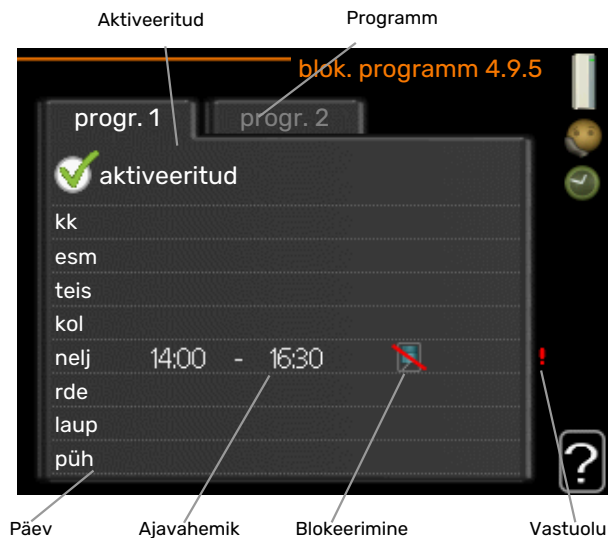 Aktiveeritud Programm
blok. programm 4.9.5
progr. 1 progr. 2
aktiveeritud
kk
esm
teis
kol
nelj 14:00 - 16:30 !
rde
laup
püh
?
Päev Ajavahemik Blokeerimine Vastuolu